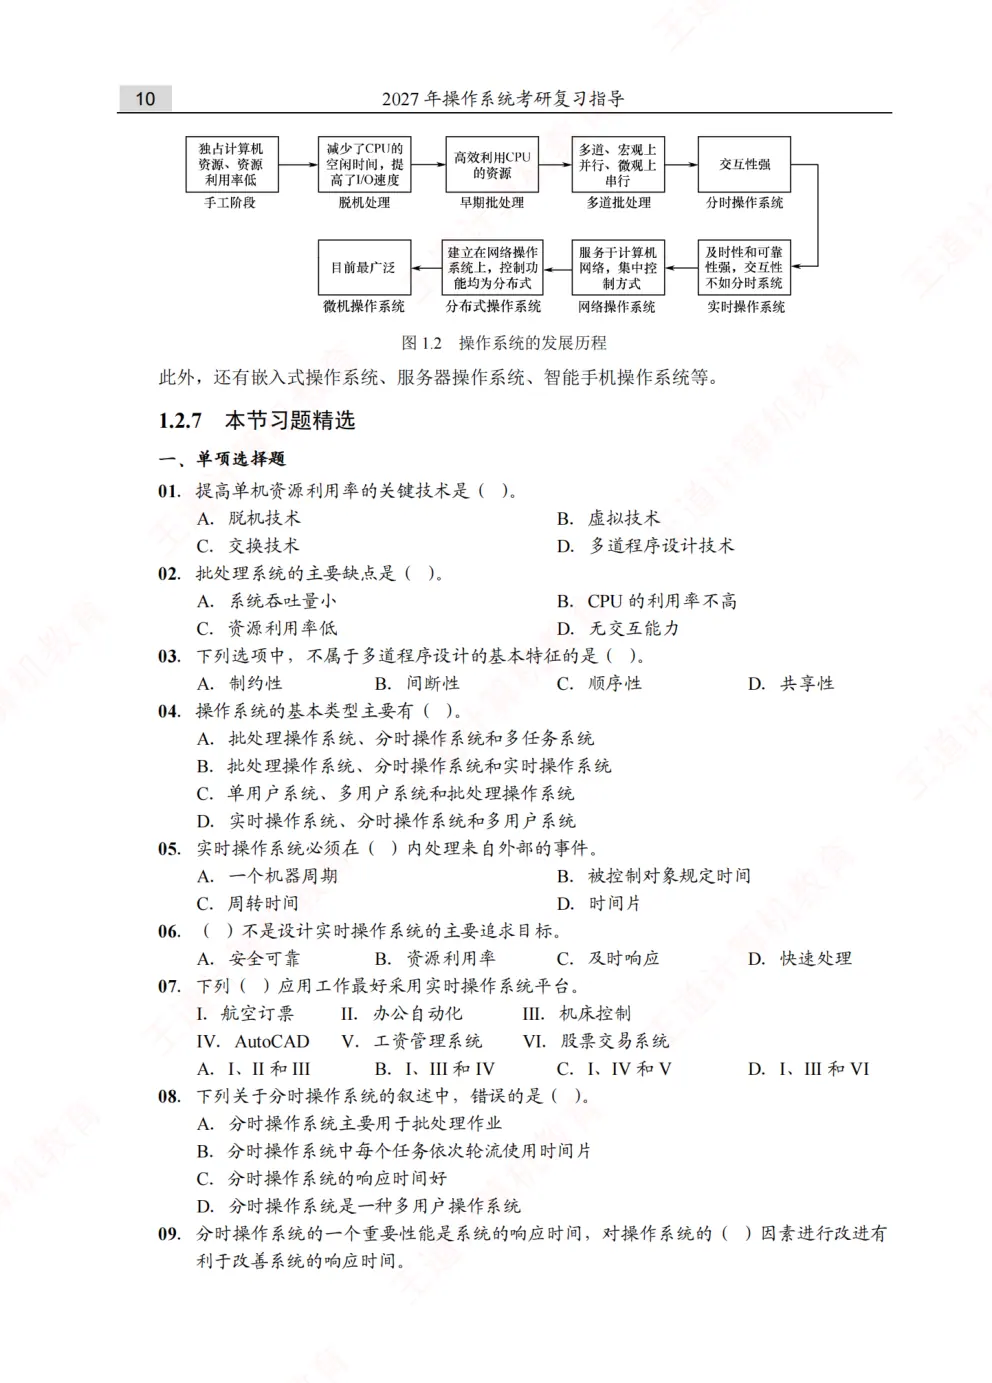 10
2027 年操作系统考研复习指导
独占计算机
资源、资源
利用率低
手工阶段
减少了CPU的
空闲时间，提
高了I/O速度
脱机处理
高效利用CPU
的资源
早期批处理
多道、宏观上
并行、微观上
串行
多道批处理
交互性强
分时操作系统
目前最广泛
微机操作系统
建立在网络操作
系统上，控制功
能均为分布式
分布式操作系统
服务于计算机
网络，集中控
制方式
网络操作系统
及时性和可靠
性强，交互性
不如分时系统
实时操作系统
图 1.2 操作系统的发展历程
此外，还有嵌入式操作系统、服务器操作系统、智能手机操作系统等。
1.2.7 本节习题精选
一、单项选择题
01. 提高单机资源利用率的关键技术是（ ）。
A. 脱机技术 B. 虚拟技术
C. 交换技术 D. 多道程序设计技术
02. 批处理系统的主要缺点是（ ）。
A. 系统吞吐量小 B. CPU 的利用率不高
C. 资源利用率低 D. 无交互能力
03. 下列选项中，不属于多道程序设计的基本特征的是（ ）。
A. 制约性 B. 间断性 C. 顺序性 D. 共享性
04. 操作系统的基本类型主要有（ ）。
A. 批处理操作系统、分时操作系统和多任务系统
B. 批处理操作系统、分时操作系统和实时操作系统
C. 单用户系统、多用户系统和批处理操作系统
D. 实时操作系统、分时操作系统和多用户系统
05. 实时操作系统必须在（ ）内处理来自外部的事件。
A. 一个机器周期 B. 被控制对象规定时间
C. 周转时间 D. 时间片
06. （ ）不是设计实时操作系统的主要追求目标。
A. 安全可靠 B. 资源利用率 C. 及时响应 D. 快速处理
07. 下列（ ）应用工作最好采用实时操作系统平台。
I. 航空订票 II. 办公自动化 III. 机床控制
IV. AutoCAD V. 工资管理系统 VI. 股票交易系统
A. I、II 和 III B. I、III 和 IV C. I、IV 和 V D. I、III 和 VI
08. 下列关于分时操作系统的叙述中，错误的是（ ）。
A. 分时操作系统主要用于批处理作业
B. 分时操作系统中每个任务依次轮流使用时间片
C. 分时操作系统的响应时间好
D. 分时操作系统是一种多用户操作系统
09. 分时操作系统的一个重要性能是系统的响应时间，对操作系统的（ ）因素进行改进有
利于改善系统的响应时间。
王道计算机教育